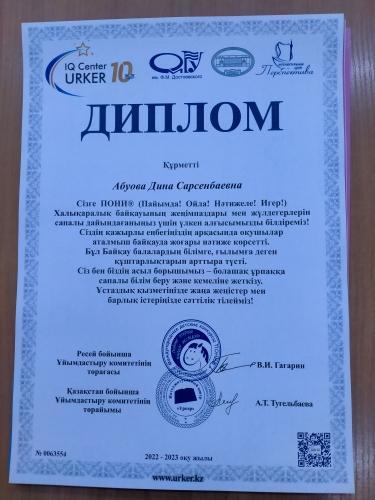 IQ Center
URKER 10
ОмГУ
им. Ф.М. Достоевского
Перспектива
ДИПЛОМ
Құрметті
Абуова Дина Сарсенбаевна
Сізге ПОНИ® (Пайымда! Ойла! Нәтижеле! Игер!)
Халықаралық байқауының жеңімпаздары мен жүлдегерлерін
сапалы дайындағаныңыз үшін үлкен алғысымызды білдіреміз!
Сіздің қажырлы еңбегіңіздің арқасында оқушылар
аталмыш байқауда жоғары нәтиже көрсетті.
Бұл Байқау балалардың білімге, ғылымға деген
құштарлықтарын арттыра түсті.
Сіз бен біздің асыл борышымыз – болашақ ұрпаққа
сапалы білім беру және кемеліне жеткізу.
Ұстаздық қызметіңізде жаңа жеңістер мен
барлық істеріңізде сәттілік тілейміз!
Ресей бойынша
Ұйымдастыру комитетінің
төрағасы
В.И. Гагарин
Қазақстан бойынша
Ұйымдастыру комитетінің
төрайымы
А.Т. Тугельбаева
№ 0063554
2022 - 2023 оқу жылы
www.urker.kz